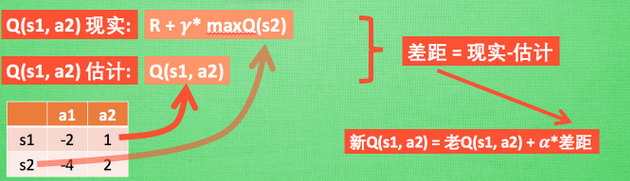 Q(s1, a2) 现实: R + γ* maxQ(s2)
Q(s1, a2) 估计: Q(s1, a2)
差距 = 现实-估计
新Q(s1, a2) = 老Q(s1, a2) + α*差距
a1 a2
s1 -2 1
s2 -4 2